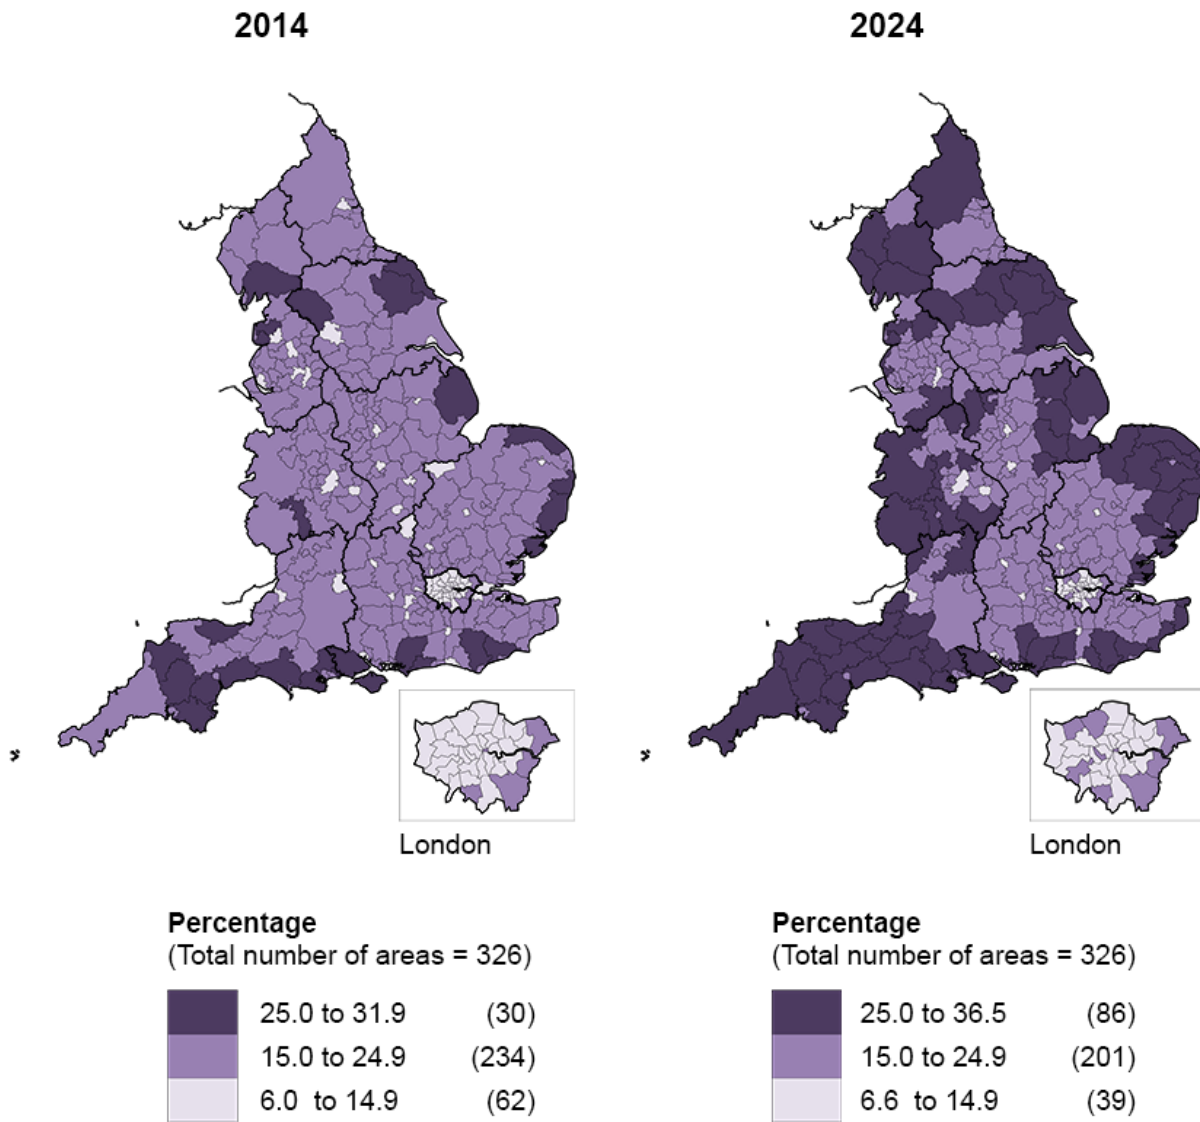 2014
2024
London
London
Percentage
(Total number of areas = 326)
25.0 to 31.9 (30)
15.0 to 24.9 (234)
6.0 to 14.9 (62)
Percentage
(Total number of areas = 326)
25.0 to 36.5 (86)
15.0 to 24.9 (201)
6.6 to 14.9 (39)